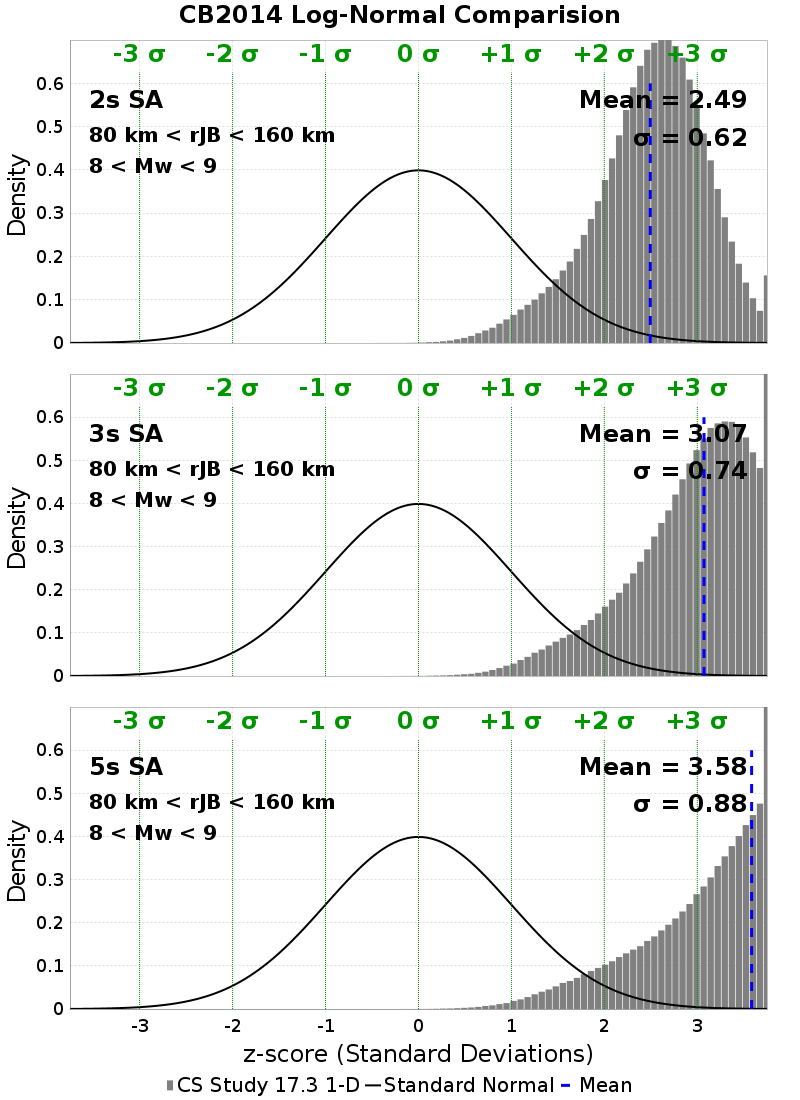 CB2014 Log-Normal Comparision
-3 σ -2 σ -1 σ 0 σ +1 σ +2 σ +3 σ
2s SA
80 km < rJB < 160 km
8 < Mw < 9
Mean = 2.49
σ = 0.62
Density
0.6
0.5
0.4
0.3
0.2
0.1
0
-3 σ -2 σ -1 σ 0 σ +1 σ +2 σ +3 σ
3s SA
80 km < rJB < 160 km
8 < Mw < 9
Mean = 3.07
σ = 0.74
Density
0.6
0.5
0.4
0.3
0.2
0.1
0
-3 σ -2 σ -1 σ 0 σ +1 σ +2 σ +3 σ
5s SA
80 km < rJB < 160 km
8 < Mw < 9
Mean = 3.58
σ = 0.88
Density
0.6
0.5
0.4
0.3
0.2
0.1
0
-3 -2 -1 0 1 2 3
z-score (Standard Deviations)
CS Study 17.3 1-D Standard Normal Mean